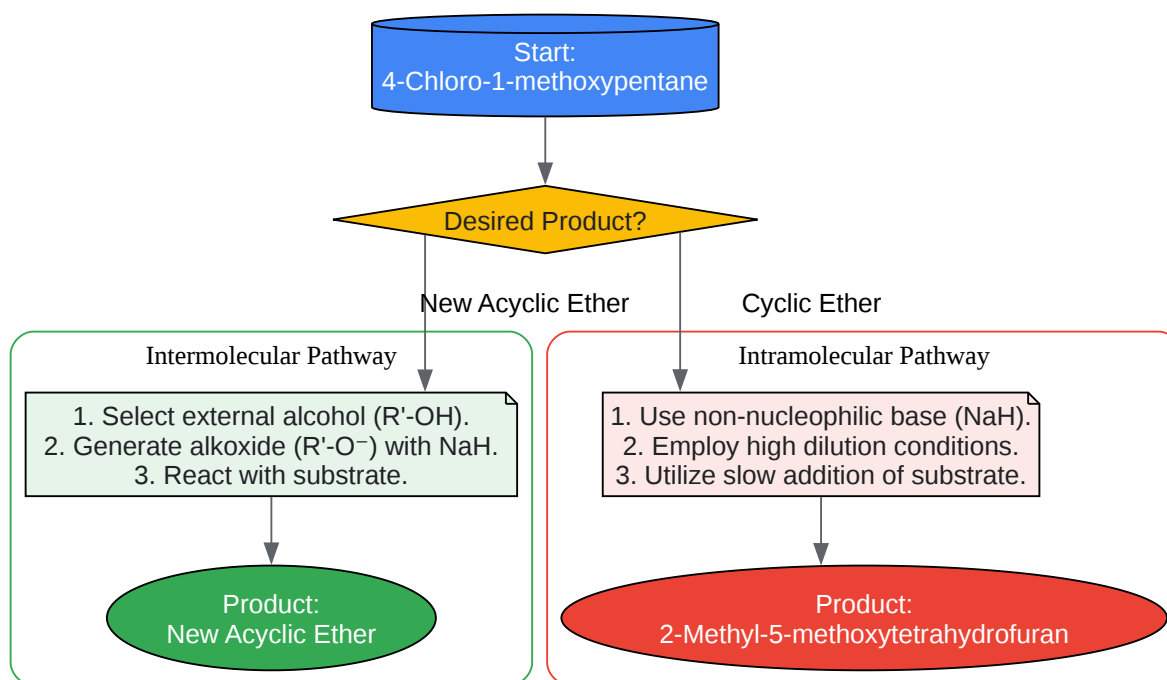 Start:
4-Chloro-1-methoxypentane
Desired Product?
New Acyclic Ether
Cyclic Ether
Intermolecular Pathway
1. Select external alcohol (R'-OH).
2. Generate alkoxide (R'-O⁻) with NaH.
3. React with substrate.
Product:
New Acyclic Ether
Intramolecular Pathway
1. Use non-nucleophilic base (NaH).
2. Employ high dilution conditions.
3. Utilize slow addition of substrate.
Product:
2-Methyl-5-methoxytetrahydrofuran